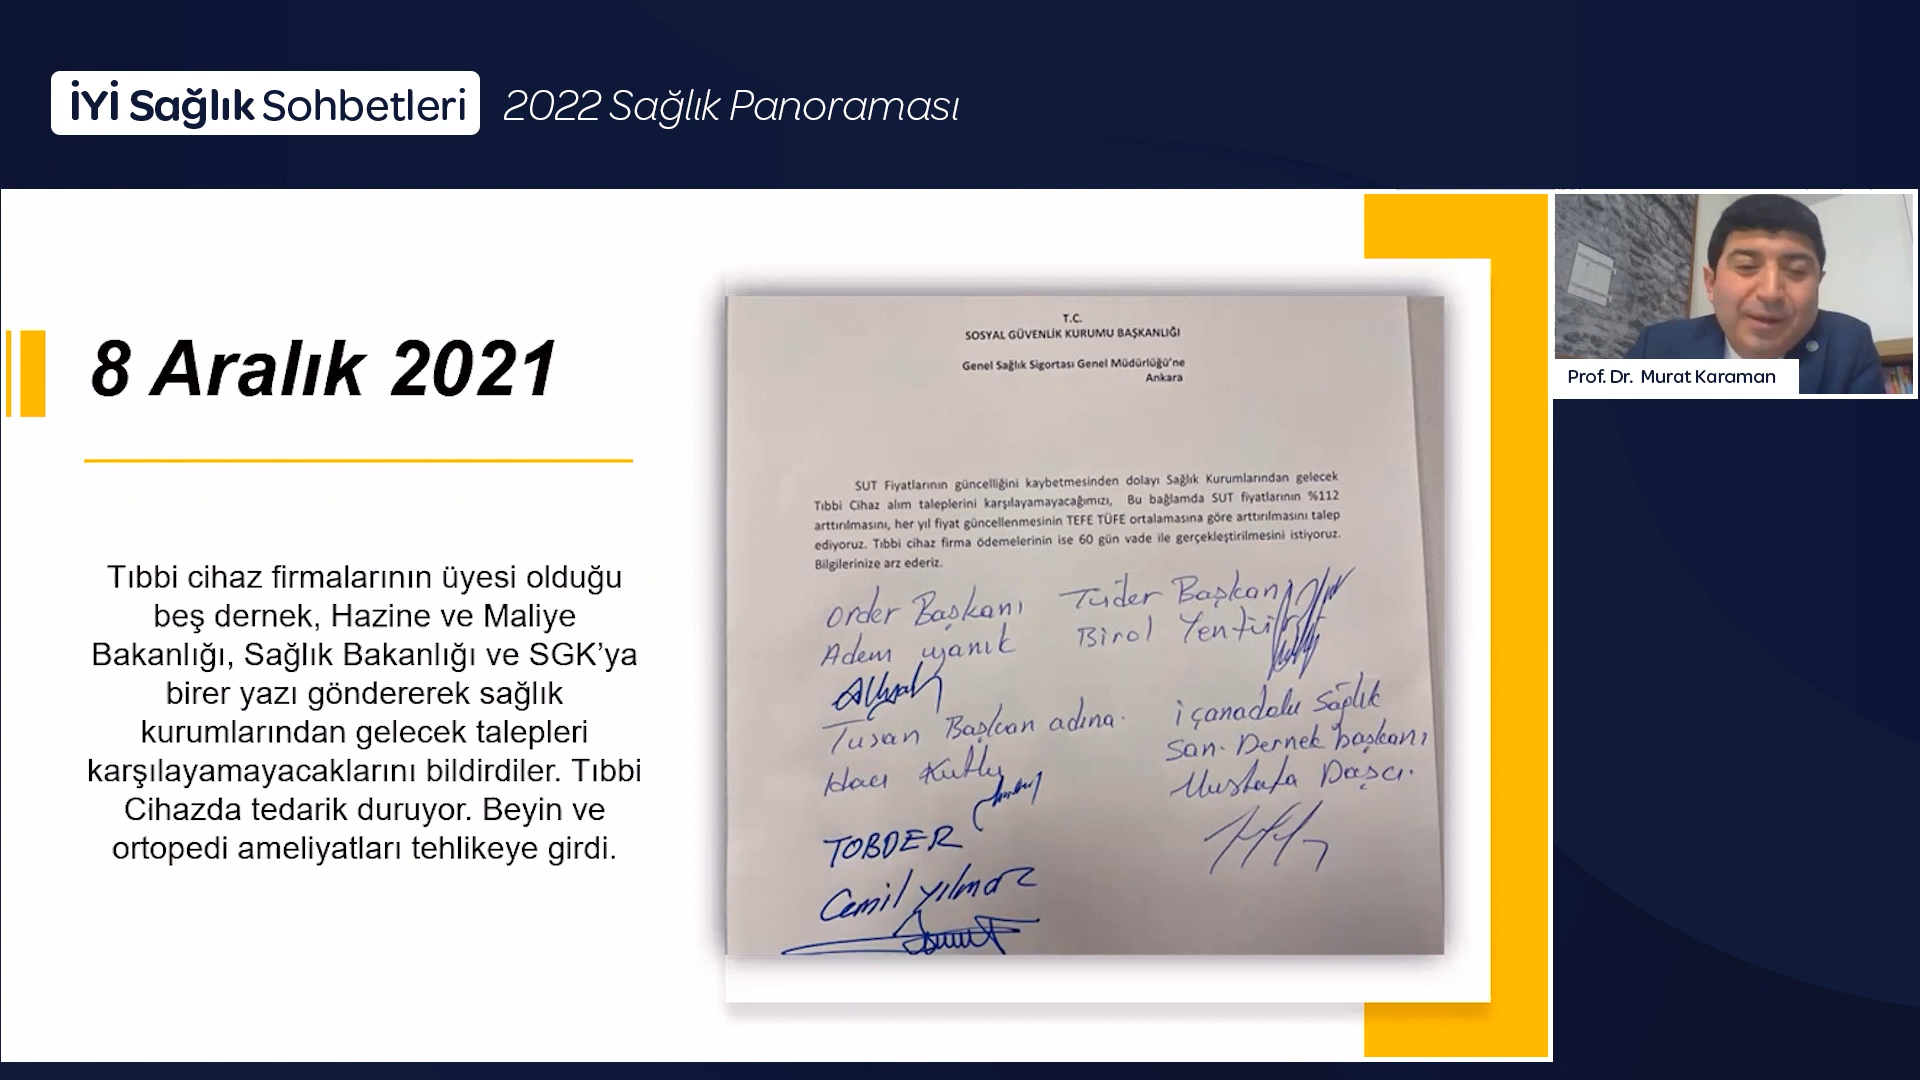 İYİ Sağlık Sohbetleri 2022 Sağlık Panoraması
8 Aralık 2021
Tıbbi cihaz firmalarının üyesi olduğu
beş dernek, Hazine ve Maliye
Bakanlığı, Sağlık Bakanlığı ve SGK’ya
birer yazı göndererek sağlık
kurumlarından gelecek talepleri
karşılayamayacaklarını bildirdiler. Tıbbi
Cihazda tedarik duruyor. Beyin ve
ortopedi ameliyatları tehlikeye girdi.
T.C.
SOSYAL GÜVENLİK KURUMU BAŞKANLIĞI
Genel Sağlık Sigortası Genel Müdürlüğü'ne
Ankara
SUT Fiyatlarının güncelliğini kaybetmesinden dolayı Sağlık Kurumlarından gelecek
Tıbbi Cihaz alım taleplerini karşılayamayacağımızı, Bu bağlamda SUT fiyatlarının %112
arttırılmasını, her yıl fiyat güncellenmesinin TEFE TÜFE ortalamasına göre arttırılmasını talep
ediyoruz. Tıbbi cihaz firma ödemelerinin ise 60 gün vade ile gerçekleştirilmesini istiyoruz.
Bilgilerinize arz ederiz.
Order Başkanı
Adem uyanık
Tüder Başkanı
Birol
Tusan Başkan adına.
Hacı Kutlu
içanadolu Sağlık
San. Dernek başkanı
Mustafa Daşcı.
TOBDER
Cemil Yılmaz
Prof. Dr. Murat Karaman